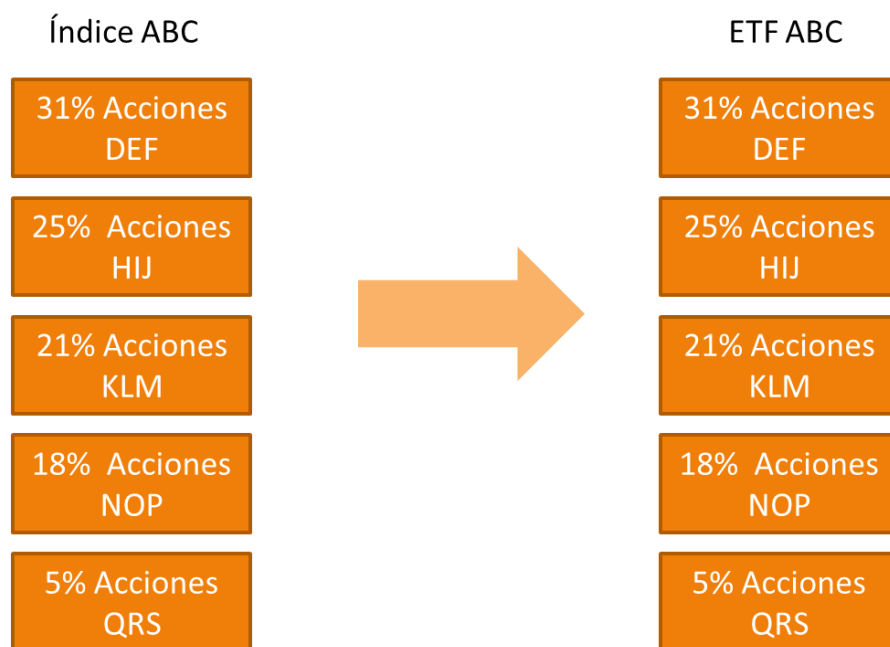 Índice ABC
ETF ABC
31% Acciones
DEF
31% Acciones
DEF
25% Acciones
HIJ
25% Acciones
HIJ
21% Acciones
KLM
21% Acciones
KLM
18% Acciones
NOP
18% Acciones
NOP
5% Acciones
QRS
5% Acciones
QRS